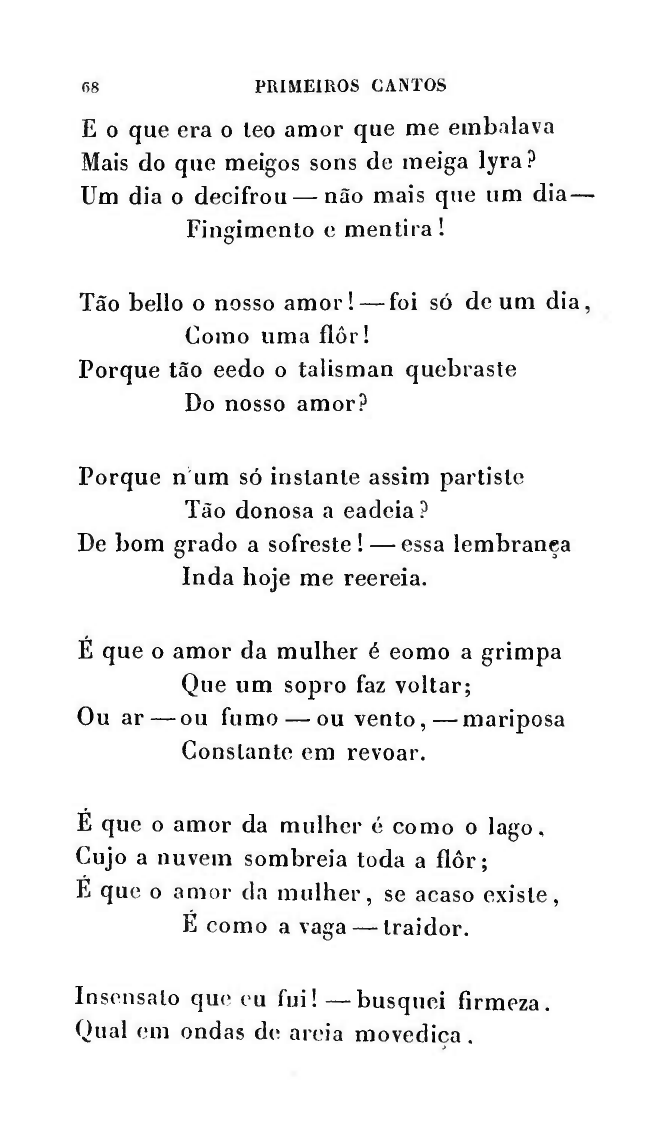 68 PRIMEIROS CANTOS
E o que era o teo amor que me embalava
Mais do que meigos sons de meiga lyra?
Um dia o decifrou — não mais que um dia —
Fingimento e mentira!
Tão bello o nosso amor! — foi só de um dia,
Como uma flôr!
Porque tão cedo o talisman quebraste
Do nosso amor?
Porque n'um só instante assim partiste
Tão donosa a cadeia?
De bom grado a sofreste! — essa lembrança
Inda hoje me recreia.
É que o amor da mulher é como a grimpa
Que um sopro faz voltar;
Ou ar — ou fumo — ou vento, — mariposa
Constante em revoar.
É que o amor da mulher é como o lago,
Cujo a nuvem sombreia toda a flôr;
É que o amor da mulher, se acaso existe,
É como a vaga — traidor.
Insensato que eu fui! — busquei firmeza.
Qual em ondas de areia movediça.